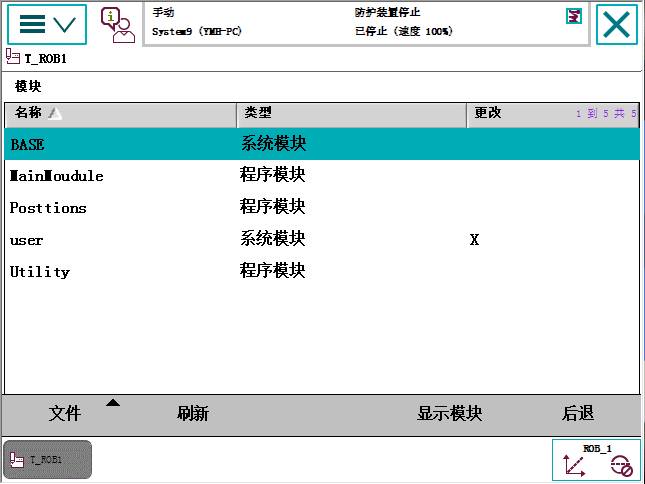 手动 防护装置停止
System9 (YMH-PC) 已停止 (速度 100%)
T_ROB1
模块
名称 类型 更改 1 到 5 共 5
BASE 系统模块
MainMoudule 程序模块
Posttions 程序模块
user 系统模块 X
Utility 程序模块
文件 刷新 显示模块 后退
T_ROB1 ROB_1